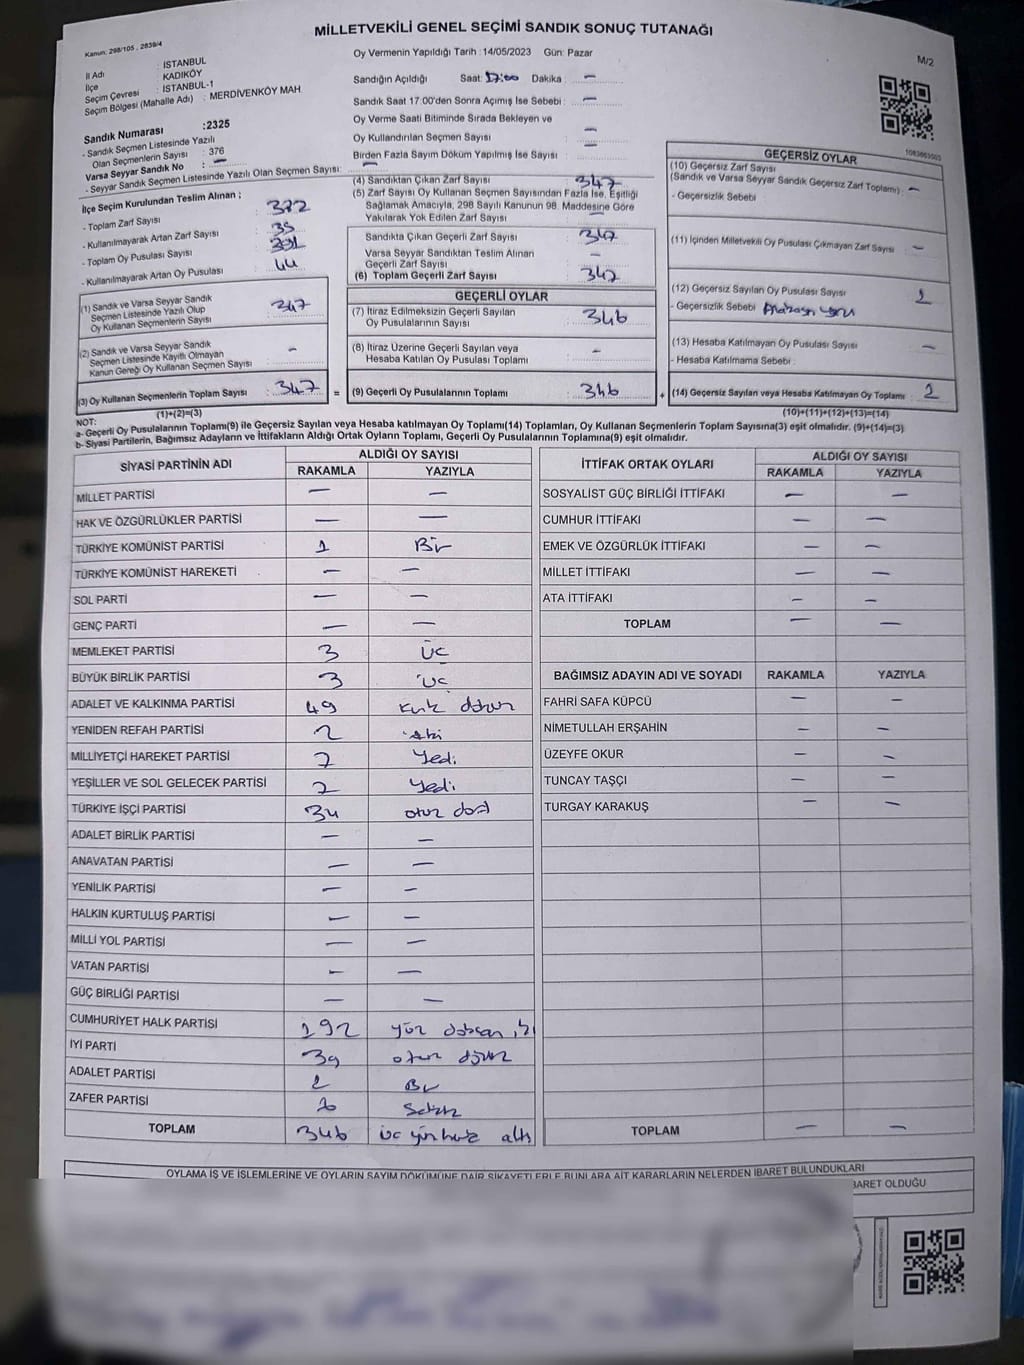 MİLLETVEKİLİ GENEL SEÇİMİ SANDIK SONUÇ TUTANAĞI
Kanun: 298/105 , 2839/4
M/2
İl Adı : İSTANBUL
İlçe : KADIKÖY
Seçim Çevresi : İSTANBUL-1
Seçim Bölgesi (Mahalle Adı) : MERDİVENKÖY MAH.
Sandık Numarası :2325
- Sandık Seçmen Listesinde Yazılı
Olan Seçmenlerin Sayısı : 376
Varsa Seyyar Sandık No : —
- Seyyar Sandık Seçmen Listesinde Yazılı Olan Seçmen Sayısı: —
İlçe Seçim Kurulundan Teslim Alınan ;
- Toplam Zarf Sayısı : 382
- Kullanılmayarak Artan Zarf Sayısı : 35
- Toplam Oy Pusulası Sayısı : 391
- Kullanılmayarak Artan Oy Pusulası : 44
(1) Sandık ve Varsa Seyyar Sandık
Seçmen Listesinde Yazılı Olup
Oy Kullanan Seçmenlerin Sayısı : 347
(2) Sandık ve Varsa Seyyar Sandık
Seçmen Listesinde Kayıtlı Olmayan
Kanun Gereği Oy Kullanan Seçmen Sayısı : —
(3) Oy Kullanan Seçmenlerin Toplam Sayısı : 347 =
(1)+(2)=(3)
Oy Vermenin Yapıldığı Tarih : 14/05/2023 Gün: Pazar
Sandığın Açıldığı Saat: 17:00 Dakika : —
Sandık Saat 17:00'den Sonra Açımış İse Sebebi : —
Oy Verme Saati Bitiminde Sırada Bekleyen ve
Oy Kullandırılan Seçmen Sayısı : —
Birden Fazla Sayım Döküm Yapılmış İse Sayısı : —
(4) Sandıktan Çıkan Zarf Sayısı : 347
(5) Zarf Sayısı Oy Kullanan Seçmen Sayısından Fazla İse, Eşitliği
Sağlamak Amacıyla, 298 Sayılı Kanunun 98. Maddesine Göre
Yakılarak Yok Edilen Zarf Sayısı : —
Sandıkta Çıkan Geçerli Zarf Sayısı : 347
Varsa Seyyar Sandıktan Teslim Alınan
Geçerli Zarf Sayısı : —
(6) Toplam Geçerli Zarf Sayısı : 347
GEÇERLİ OYLAR
(7) İtiraz Edilmeksizin Geçerli Sayılan
Oy Pusulalarının Sayısı : 346
(8) İtiraz Üzerine Geçerli Sayılan veya
Hesaba Katılan Oy Pusulası Toplamı : —
(9) Geçerli Oy Pusulalarının Toplamı : 346 +
1083661003
GEÇERSİZ OYLAR
(10) Geçersiz Zarf Sayısı
(Sandık ve Varsa Seyyar Sandık Geçersiz Zarf Toplamı) : —
- Geçersizlik Sebebi
(11) İçinden Milletvekili Oy Pusulası Çıkmayan Zarf Sayısı : —
(12) Geçersiz Sayılan Oy Pusulası Sayısı : 1
- Geçersizlik Sebebi :
(13) Hesaba Katılmayan Oy Pusulası Sayısı : —
- Hesaba Katılmama Sebebi :
(14) Geçersiz Sayılan veya Hesaba Katılmayan Oy Toplamı : 1
(10)+(11)+(12)+(13)=(14)
NOT:
a- Geçerli Oy Pusulalarının Toplamı(9) ile Geçersiz Sayılan veya Hesaba katılmayan Oy Toplamı(14) Toplamları, Oy Kullanan Seçmenlerin Toplam Sayısına(3) eşit olmalıdır. (9)+(14)=(3)
b- Siyasi Partilerin, Bağımsız Adayların ve İttifakların Aldığı Ortak Oyların Toplamı, Geçerli Oy Pusulalarının Toplamına(9) eşit olmalıdır.
SİYASİ PARTİNİN ADI ALDIĞI OY SAYISI
RAKAMLA YAZIYLA
MİLLET PARTİSİ — —
HAK VE ÖZGÜRLÜKLER PARTİSİ — —
TÜRKİYE KOMÜNİST PARTİSİ 1 Bir
TÜRKİYE KOMÜNİST HAREKETİ — —
SOL PARTİ — —
GENÇ PARTİ — —
MEMLEKET PARTİSİ 3 üç
BÜYÜK BİRLİK PARTİSİ 3 üç
ADALET VE KALKINMA PARTİSİ 49 kırk dokuz
YENİDEN REFAH PARTİSİ 2 iki
MİLLİYETÇİ HAREKET PARTİSİ 7 Yedi
YEŞİLLER VE SOL GELECEK PARTİSİ 7 Yedi
TÜRKİYE İŞÇİ PARTİSİ 34 otuz dört
ADALET BİRLİK PARTİSİ — —
ANAVATAN PARTİSİ — —
YENİLİK PARTİSİ — —
HALKIN KURTULUŞ PARTİSİ — —
MİLLİ YOL PARTİSİ — —
VATAN PARTİSİ — —
GÜÇ BİRLİĞİ PARTİSİ — —
CUMHURİYET HALK PARTİSİ 192 yüz doksan iki
İYİ PARTİ 39 otuz dokuz
ADALET PARTİSİ 1 Bir
ZAFER PARTİSİ 8 Sekiz
TOPLAM 346 üç yüz kırk altı
İTTİFAK ORTAK OYLARI ALDIĞI OY SAYISI
RAKAMLA YAZIYLA
SOSYALİST GÜÇ BİRLİĞİ İTTİFAKI — —
CUMHUR İTTİFAKI — —
EMEK VE ÖZGÜRLÜK İTTİFAKI — —
MİLLET İTTİFAKI — —
ATA İTTİFAKI — —
TOPLAM — —
BAĞIMSIZ ADAYIN ADI VE SOYADI RAKAMLA YAZIYLA
FAHRİ SAFA KÜPCÜ — —
NİMETULLAH ERŞAHİN — —
ÜZEYFE OKUR — —
TUNCAY TAŞÇI — —
TURGAY KARAKUŞ — —
TOPLAM — —
OYLAMA İŞ VE İŞLEMLERİNE VE OYLARIN SAYIM DÖKÜMÜNE DAİR ŞİKAYETLERLE BUNLARA AİT KARARLARIN NELERDEN İBARET BULUNDUKLARI
BARET OLDUĞU